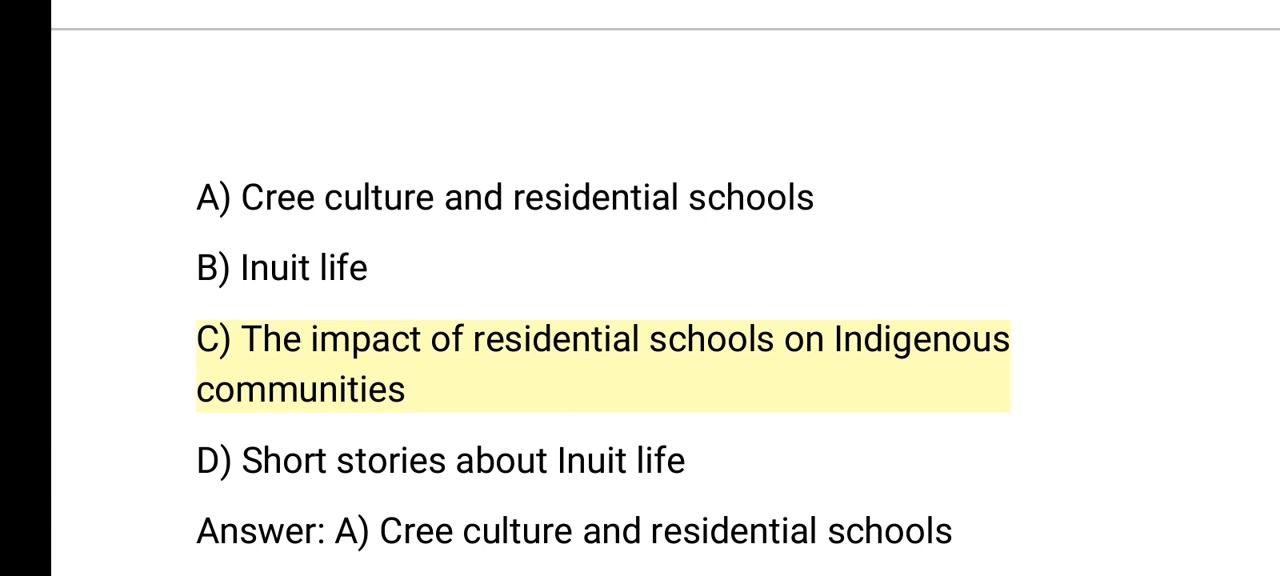 A) Cree culture and residential schools
B) Inuit life
C) The impact of residential schools on Indigenous
communities
D) Short stories about Inuit life
Answer: A) Cree culture and residential schools